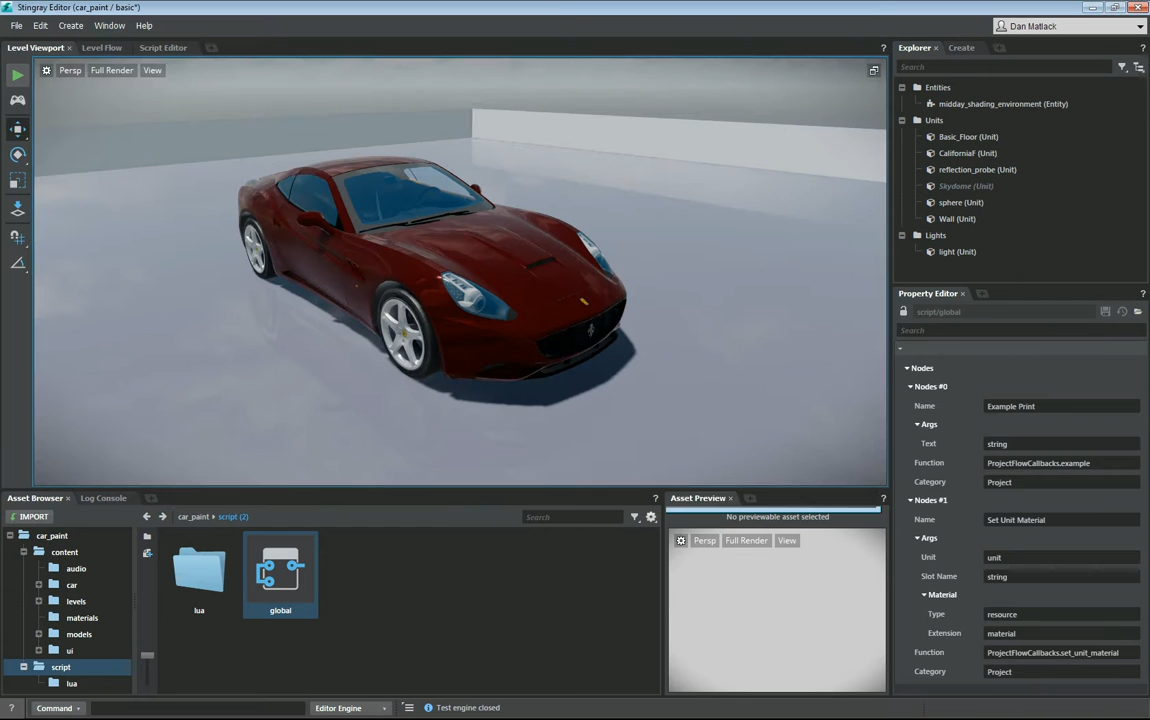 Stingray Editor (car_paint / basic*)
File Edit Create Window Help
Dan Matlack
Level Viewport × Level Flow Script Editor
?
Persp Full Render View
Explorer × Create
?
Search
Entities
midday_shading_environment (Entity)
Units
Basic_Floor (Unit)
CaliforniaF (Unit)
reflection_probe (Unit)
Skydome (Unit)
sphere (Unit)
Wall (Unit)
Lights
light (Unit)
Property Editor ×
?
script/global
Search
Nodes
Nodes #0
Name Example Print
Args
Text string
Function ProjectFlowCallbacks.example
Category Project
Nodes #1
Name Set Unit Material
Args
Unit unit
Slot Name string
Material
Type resource
Extension material
Function ProjectFlowCallbacks.set_unit_material
Category Project
Asset Browser × Log Console
?
IMPORT
car_paint script (2)
Search
car_paint
content
audio
car
levels
materials
models
ui
script
lua
lua
global
Asset Preview ×
?
No previewable asset selected
Persp Full Render View
?
Command
Editor Engine
Test engine closed